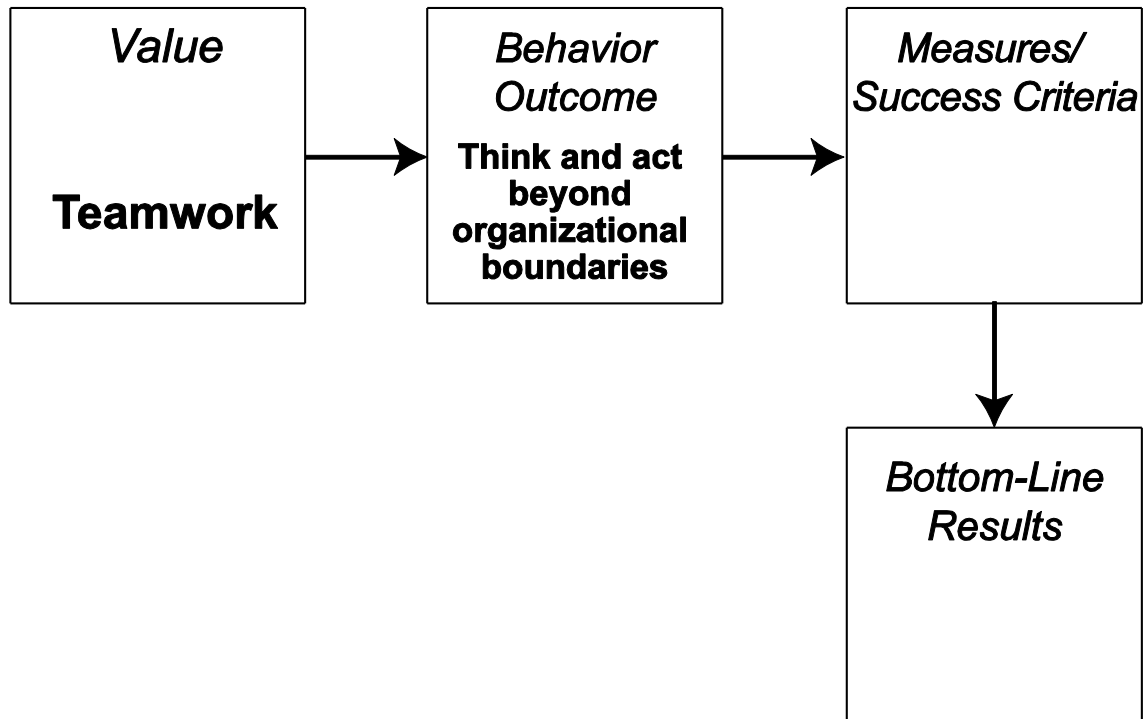 Value
Teamwork
Behavior
Outcome
Think and act
beyond
organizational
boundaries
Measures/
Success Criteria
Bottom-Line
Results